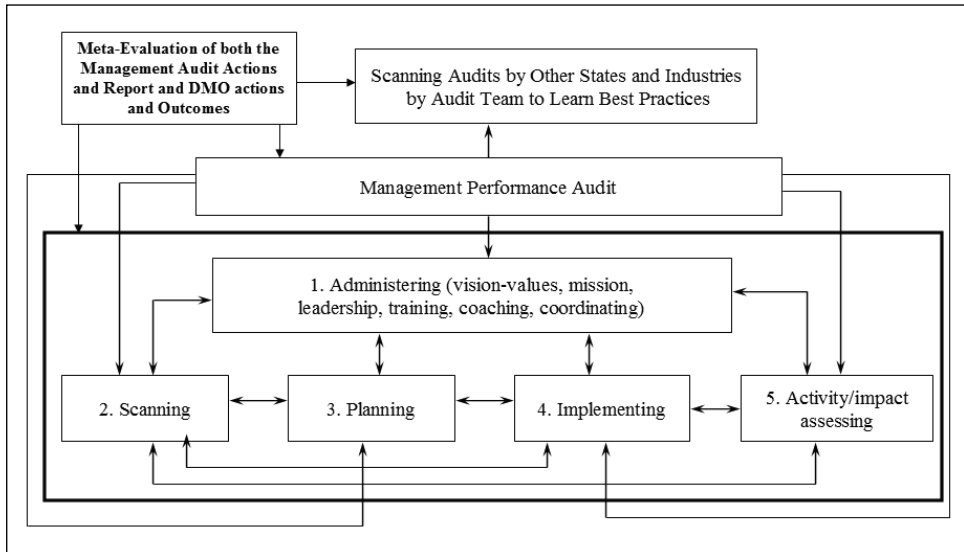 Meta-Evaluation of both the
Management Audit Actions
and Report and DMO actions
and Outcomes
Scanning Audits by Other States and Industries
by Audit Team to Learn Best Practices
Management Performance Audit
1. Administering (vision-values, mission,
leadership, training, coaching, coordinating)
2. Scanning
3. Planning
4. Implementing
5. Activity/impact
assessing